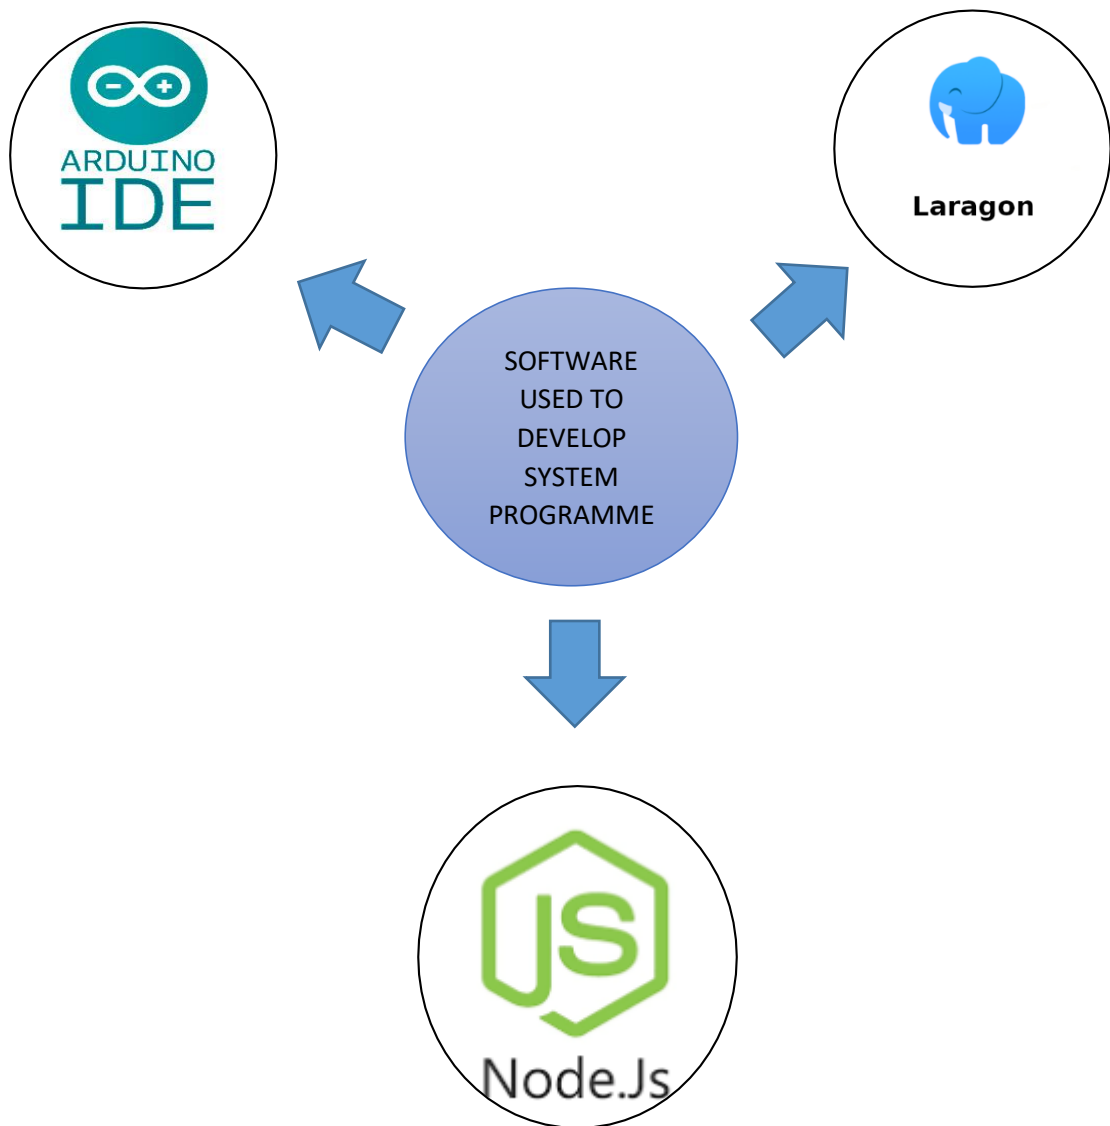 ARDUINO
IDE
Laragon
SOFTWARE
USED TO
DEVELOP
SYSTEM
PROGRAMME
JS
Node.Js